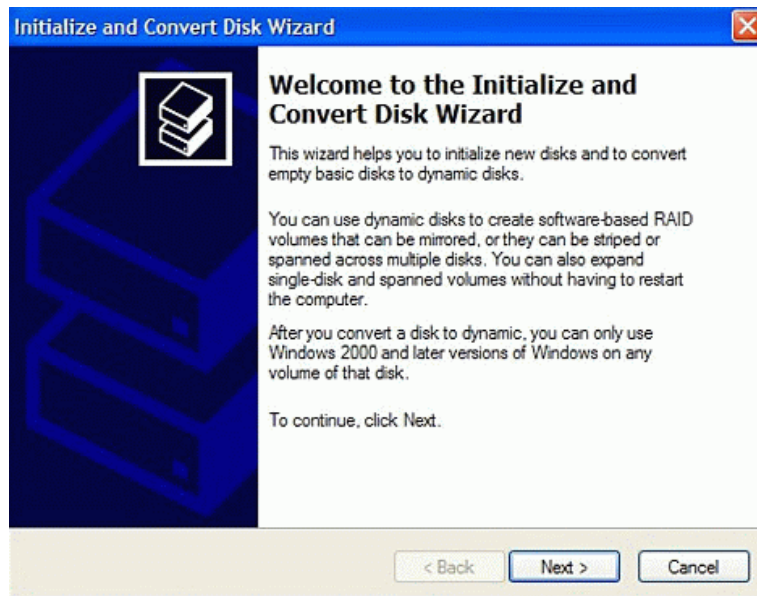 Initialize and Convert Disk Wizard
Welcome to the Initialize and
Convert Disk Wizard
This wizard helps you to initialize new disks and to convert
empty basic disks to dynamic disks.
You can use dynamic disks to create software-based RAID
volumes that can be mirrored, or they can be striped or
spanned across multiple disks. You can also expand
single-disk and spanned volumes without having to restart
the computer.
After you convert a disk to dynamic, you can only use
Windows 2000 and later versions of Windows on any
volume of that disk.
To continue, click Next.
< Back Next > Cancel